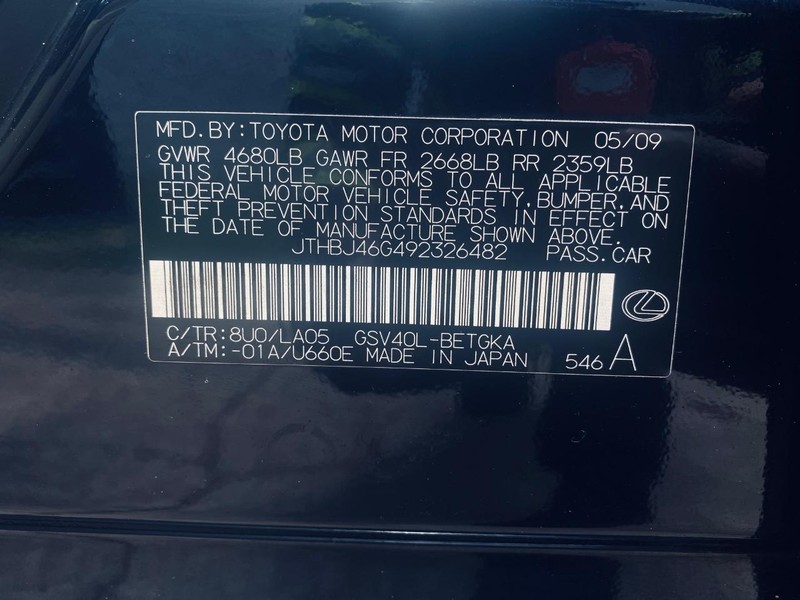 MFD.BY:TOYOTA MOTOR CORPORATION 05/09
GVWR 4680LB GAWR FR 2668LB RR 2359LB
THIS VEHICLE CONFORMS TO ALL APPLICABLE
FEDERAL MOTOR VEHICLE SAFETY,BUMPER,AND
THEFT PREVENTION STANDARDS IN EFFECT ON
THE DATE OF MANUFACTURE SHOWN ABOVE.
JTHBJ46G492326482 PASS.CAR
C/TR:8U0/LA05 GSV40L-BETGKA
A/TM:-01A/U660E MADE IN JAPAN 546 A